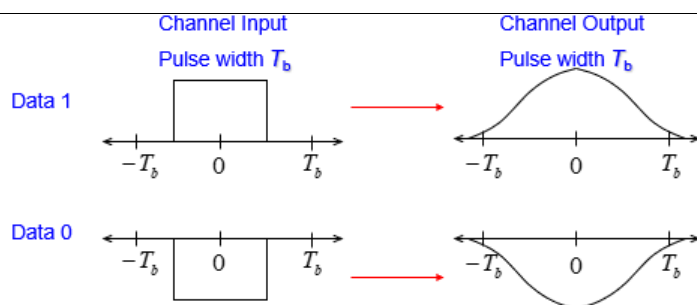 Channel Input
Channel Output
Pulse width T_b
Pulse width T_b
Data 1
-T_b 0 T_b
-T_b 0 T_b
Data 0
-T_b 0 T_b
-T_b 0 T_b